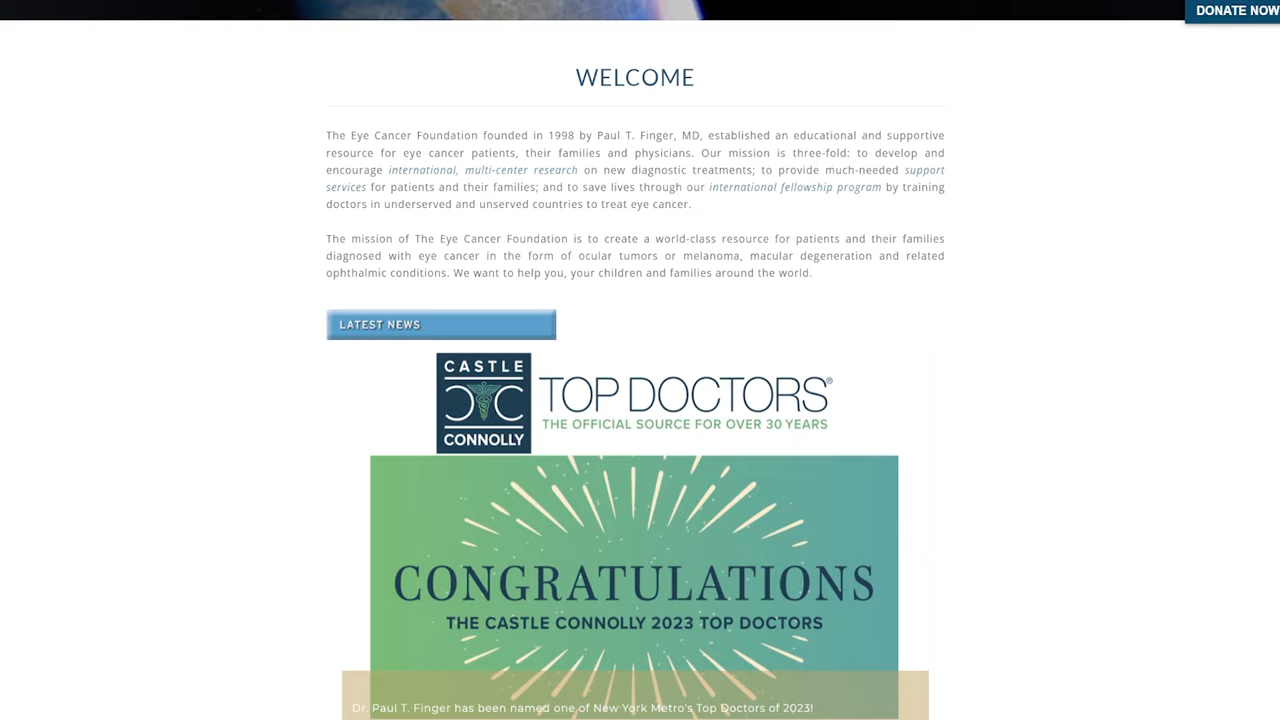 DONATE NOW
WELCOME
The Eye Cancer Foundation founded in 1998 by Paul T. Finger, MD, established an educational and supportive
resource for eye cancer patients, their families and physicians. Our mission is three-fold: to develop and
encourage international, multi-center research on new diagnostic treatments; to provide much-needed support
services for patients and their families; and to save lives through our international fellowship program by training
doctors in underserved and unserved countries to treat eye cancer.
The mission of The Eye Cancer Foundation is to create a world-class resource for patients and their families
diagnosed with eye cancer in the form of ocular tumors or melanoma, macular degeneration and related
ophthalmic conditions. We want to help you, your children and families around the world.
LATEST NEWS
CASTLE
CONNOLLY
TOP DOCTORS®
THE OFFICIAL SOURCE FOR OVER 30 YEARS
CONGRATULATIONS
THE CASTLE CONNOLLY 2023 TOP DOCTORS
Dr. Paul T. Finger has been named one of New York Metro's Top Doctors of 2023!